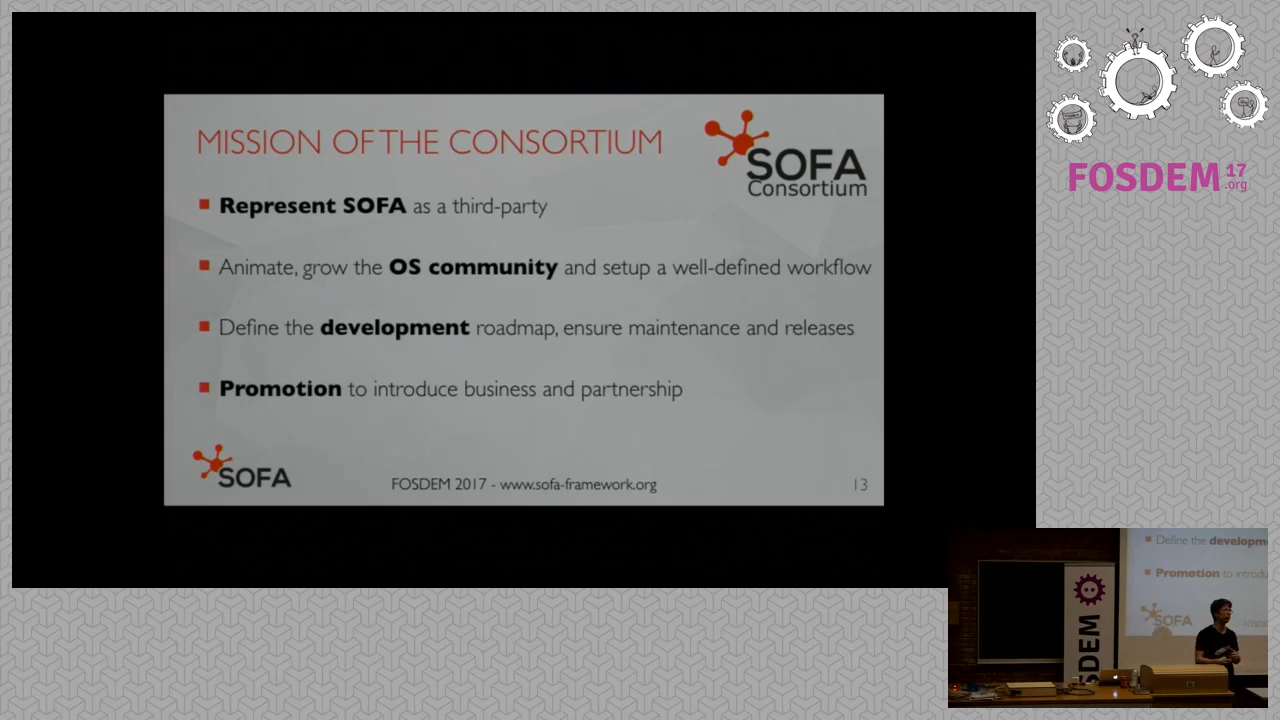 MISSION OF THE CONSORTIUM
SOFA
Consortium
Represent SOFA as a third-party
Animate, grow the OS community and setup a well-defined workflow
Define the development roadmap, ensure maintenance and releases
Promotion to introduce business and partnership
SOFA
FOSDEM 2017 - www.sofa-framework.org
13
FOSDEM 17
.org
Define the developm
Promotion to introdu
SOFA
SDEM